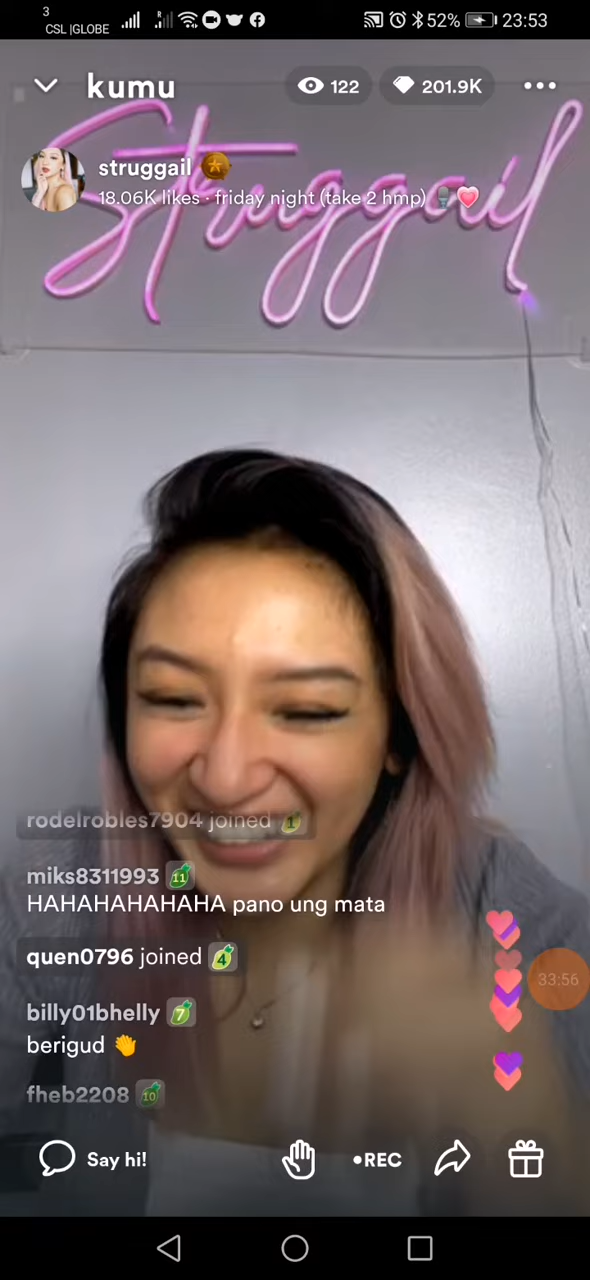 3
CSL |GLOBE
R
52%
23:53
kumu
122
201.9K
struggail
18.06K likes · friday night (take 2 hmp)
Struggail
rodelrobles7904 joined 1
miks8311993 11
HAHAHAHAHAHA pano ung mata
quen0796 joined 4
33:56
billy01bhelly 7
berigud 👏
fheb2208 10
Say hi!
•REC